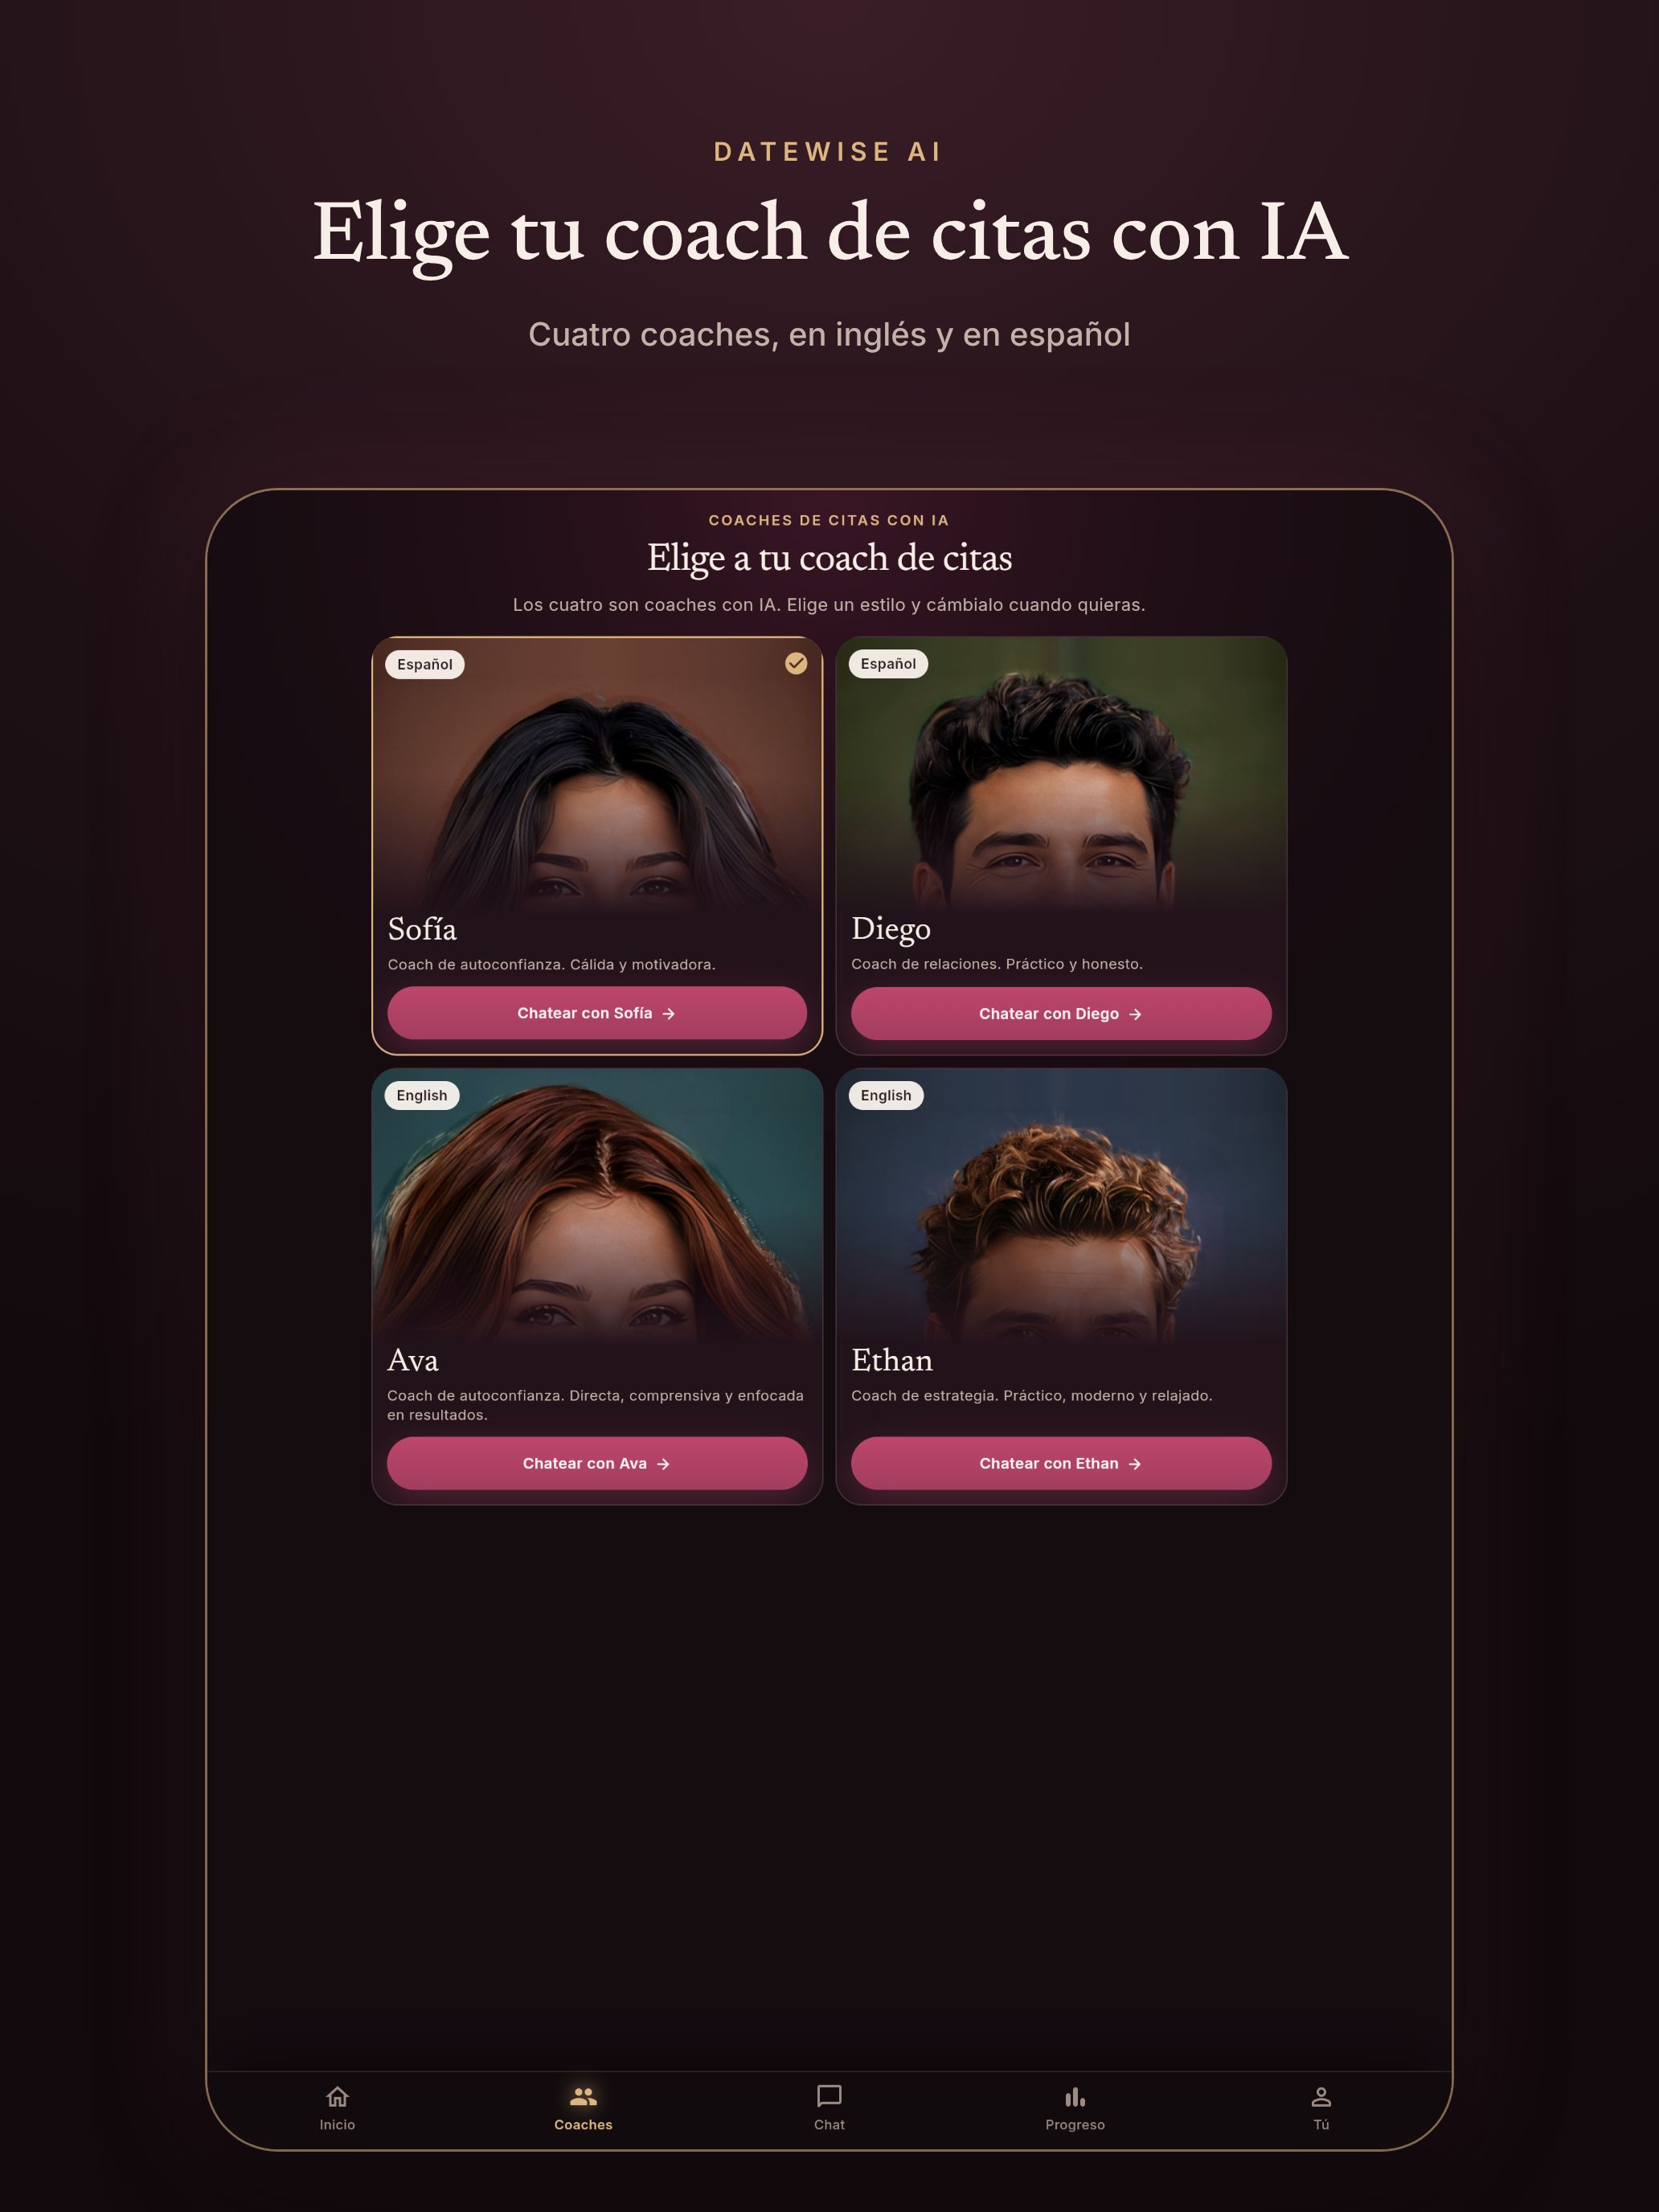 DATEWISE AI
Elige tu coach de citas con IA
Cuatro coaches, en inglés y en español
COACHES DE CITAS CON IA
Elige a tu coach de citas
Los cuatro son coaches con IA. Elige un estilo y cámbialo cuando quieras.
Español
Sofía
Coach de autoconfianza. Cálida y motivadora.
Chatear con Sofía →
Español
Diego
Coach de relaciones. Práctico y honesto.
Chatear con Diego →
English
Ava
Coach de autoconfianza. Directa, comprensiva y enfocada
en resultados.
Chatear con Ava →
English
Ethan
Coach de estrategia. Práctico, moderno y relajado.
Chatear con Ethan →
Inicio
Coaches
Chat
Progreso
Tú